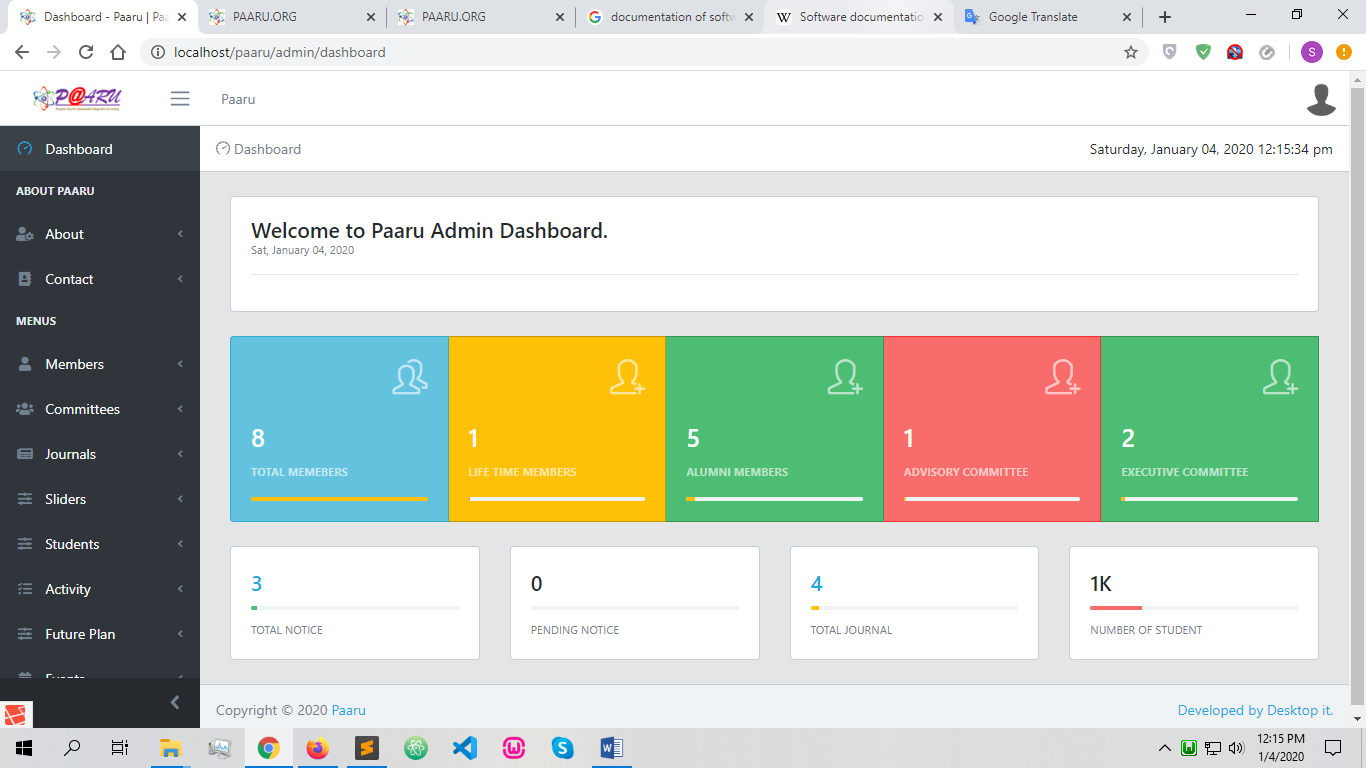 Dashboard - Paaru | Paa
PAARU.ORG
PAARU.ORG
documentation of softw
Software documentatio
Google Translate
localhost/paaru/admin/dashboard
S
P@ARU
Paaru
Dashboard
Dashboard
Saturday, January 04, 2020 12:15:34 pm
ABOUT PAARU
About
Contact
MENUS
Members
Committees
Journals
Sliders
Students
Activity
Future Plan
Events
Welcome to Paaru Admin Dashboard.
Sat, January 04, 2020
8
TOTAL MEMEBERS
1
LIFE TIME MEMBERS
5
ALUMNI MEMBERS
1
ADVISORY COMMITTEE
2
EXECUTIVE COMMITTEE
3
TOTAL NOTICE
0
PENDING NOTICE
4
TOTAL JOURNAL
1K
NUMBER OF STUDENT
Copyright © 2020 Paaru
Developed by Desktop it.
12:15 PM
1/4/2020